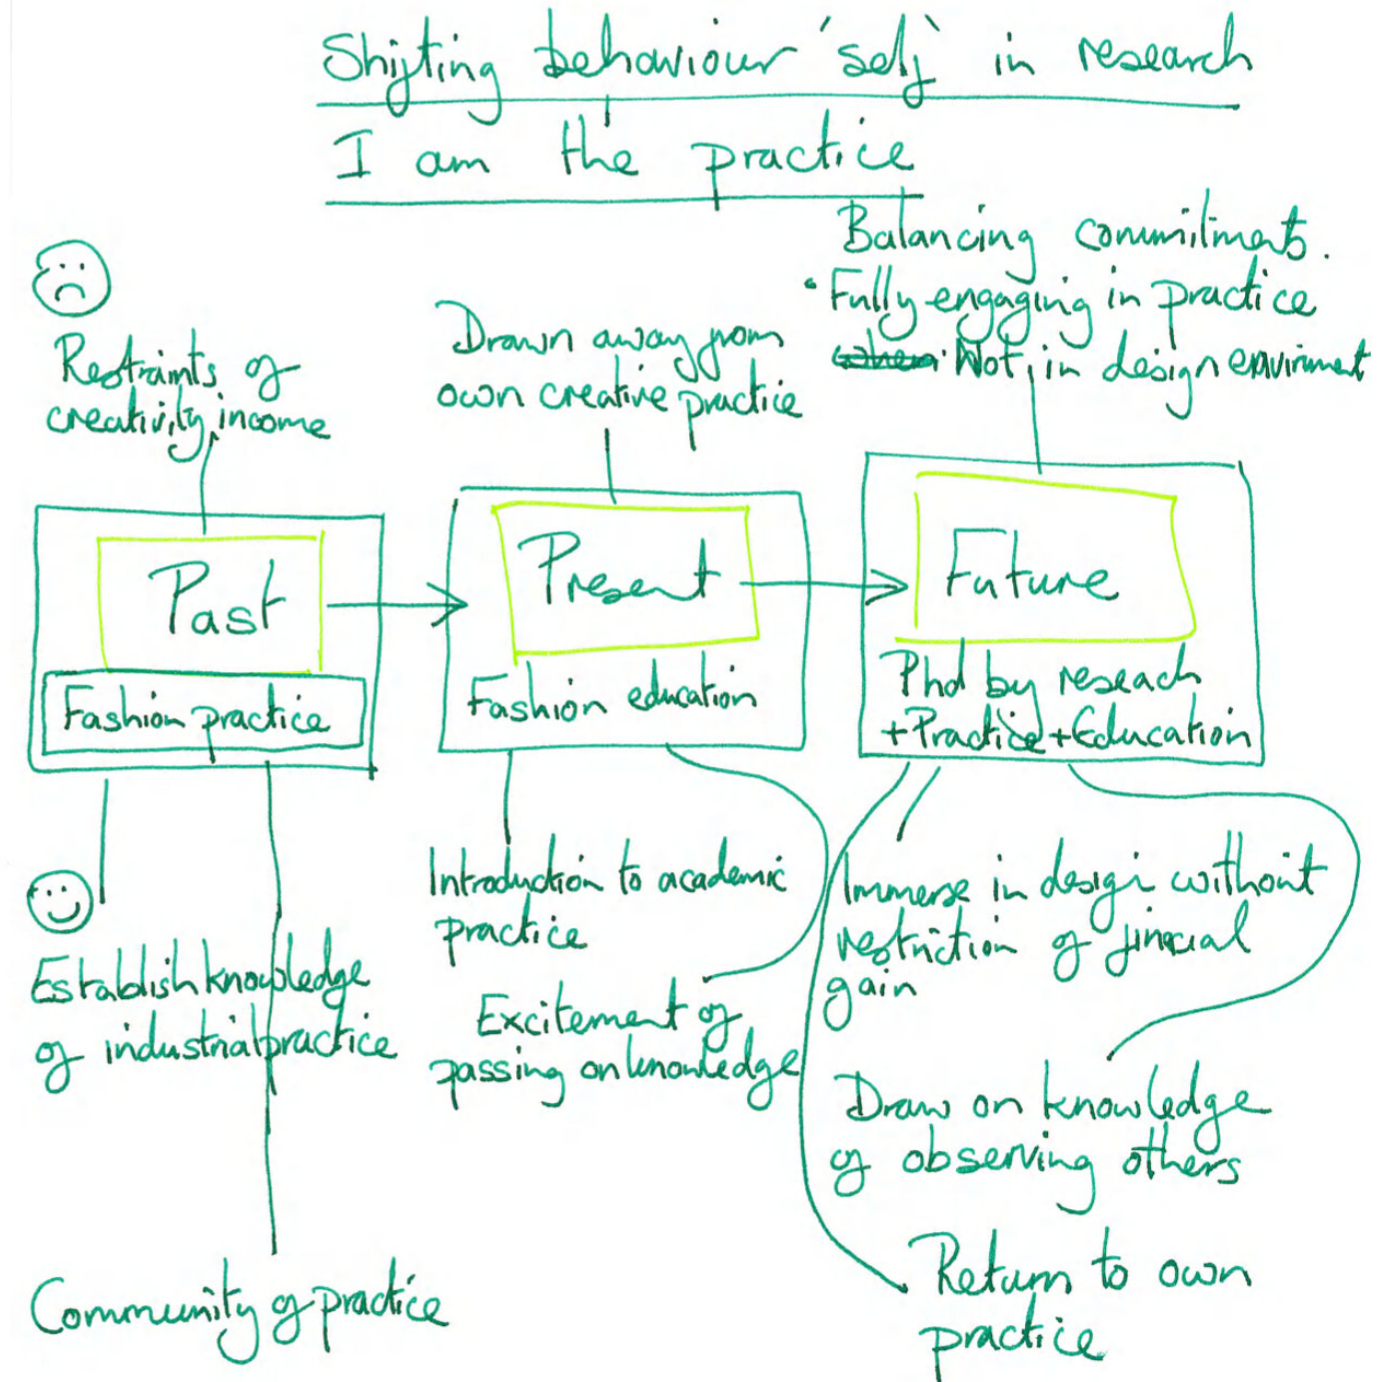 Shifting behaviour 'self' in research
I am the practice
Restraints of
creativity, income
Past
Fashion practice
Establish knowledge
of industrial practice
Community of practice
Drawn away from
own creative practice
Present
Fashion education
Introduction to academic
practice
Excitement of
passing on knowledge
Balancing commitments.
• Fully engaging in practice
when Not in design envirinment
Future
Phd by reseach
+Practice+Education
Immerse in design without
restriction of finacial
gain
Draw on knowledge
of observing others
Return to own
practice